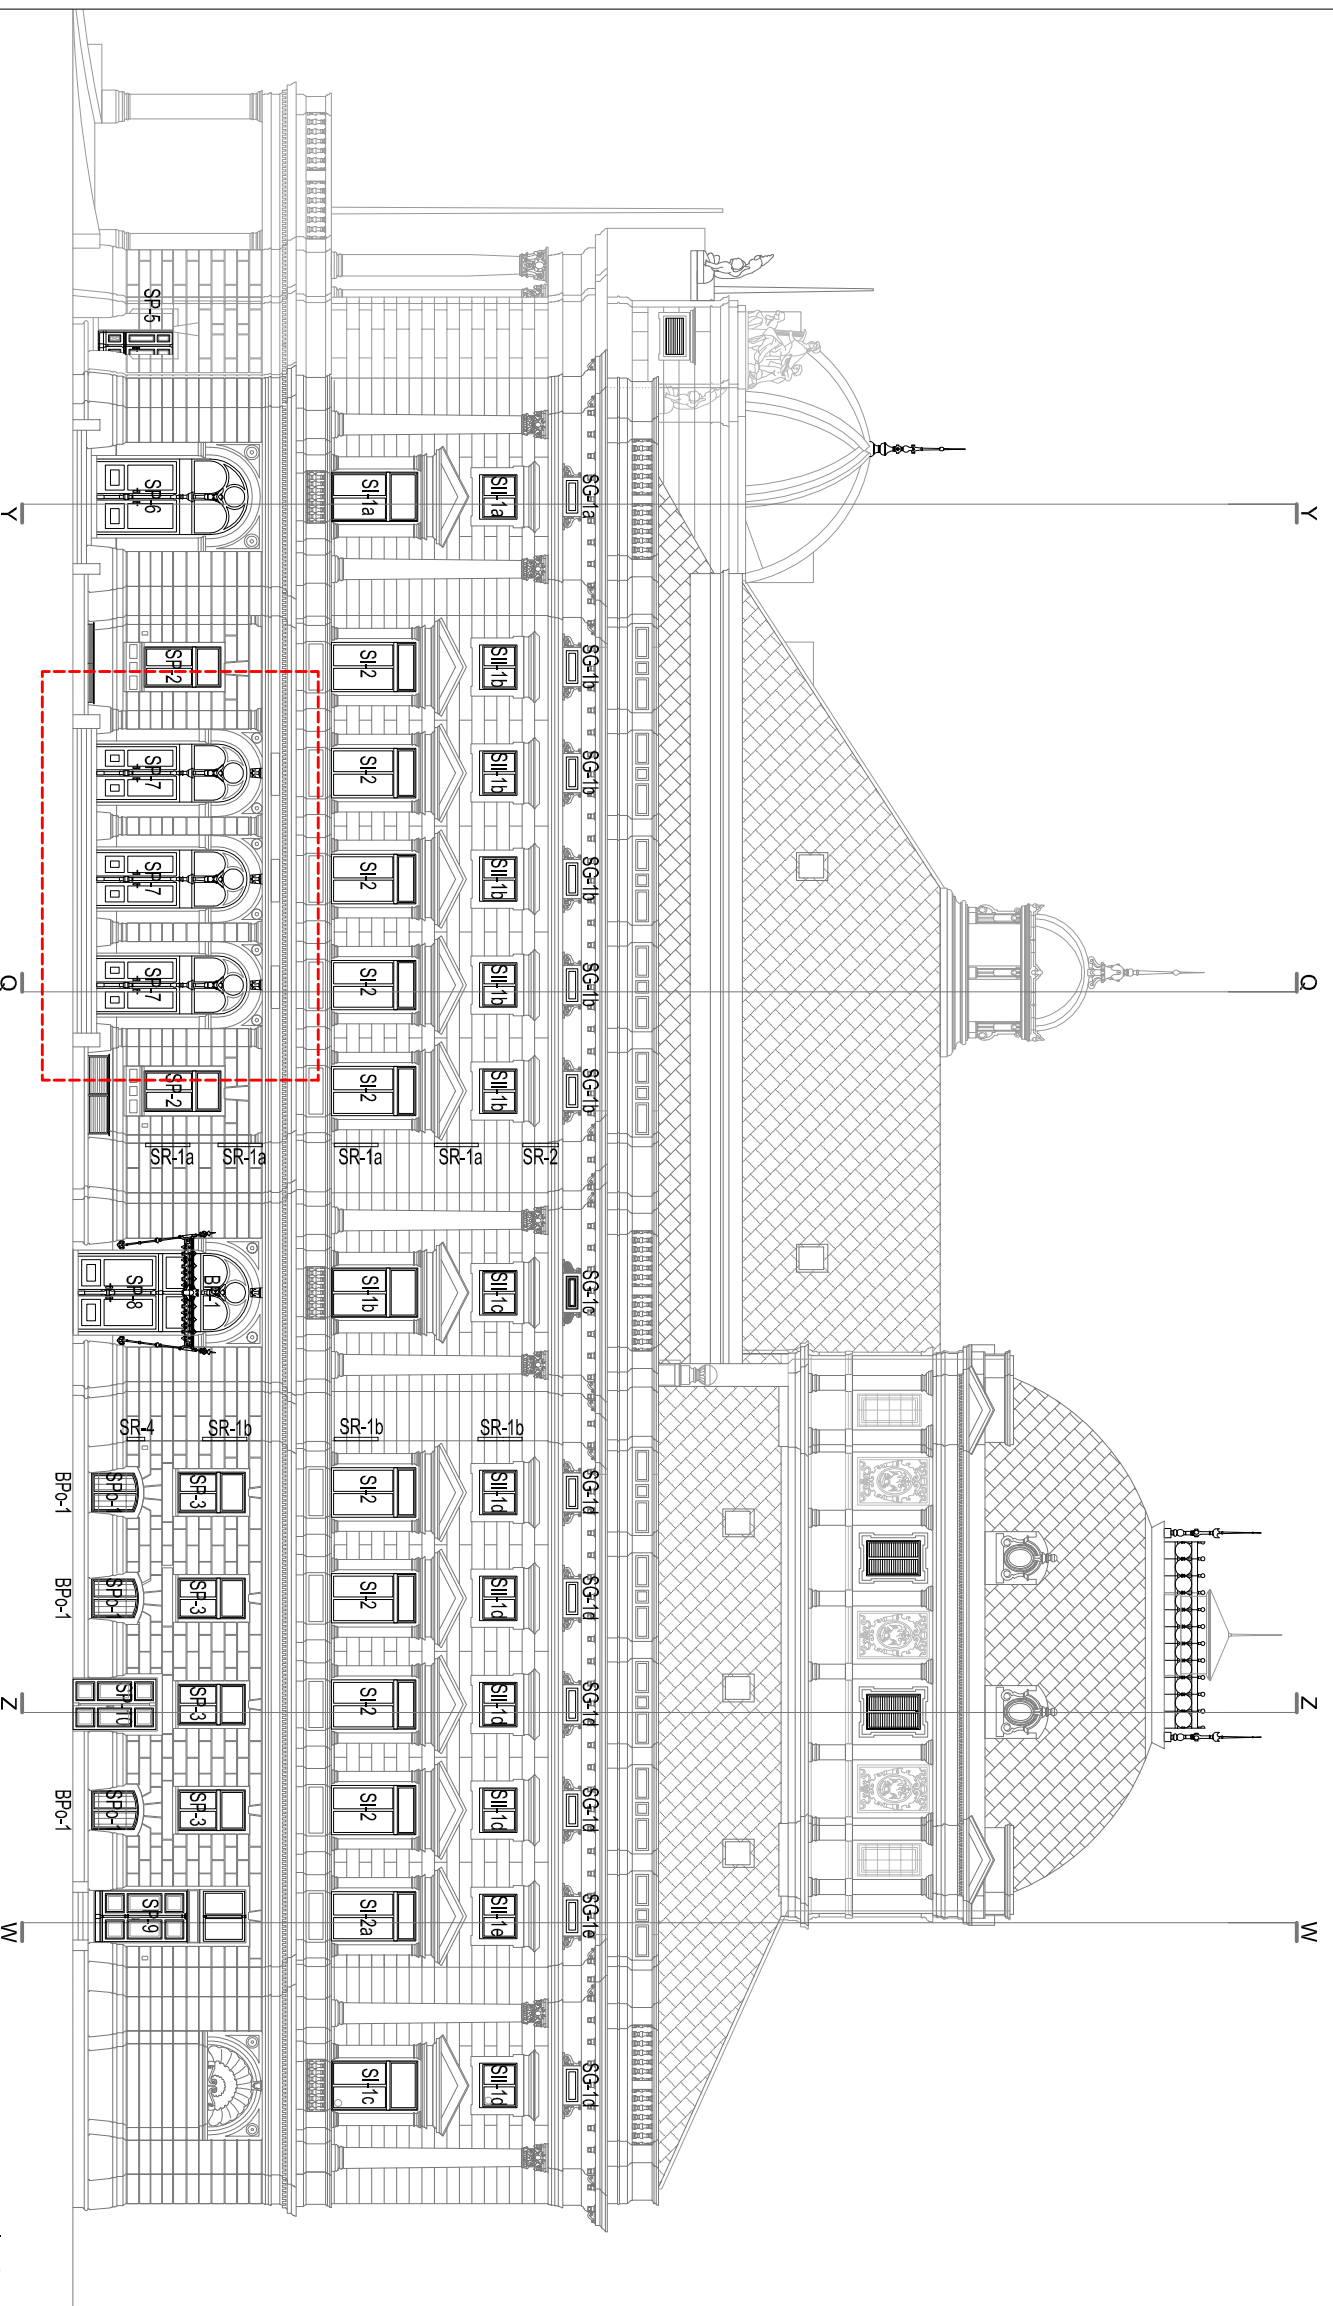 Y Q Z W
SG-1a SG-1b SG-1b SG-1b SG-1b SG-1b SG-1c SG-1d SG-1d SG-1d SG-1d SG-1e SG-1d
SII-1a SII-1b SII-1b SII-1b SII-1b SII-1b SR-2 SII-1c SR-1b SII-1d SII-1d SII-1d SII-1d SII-1e SII-1d
SR-1a
SI-1a SI-2 SI-2 SI-2 SI-2 SI-2 SR-1a SI-1b SR-1b SI-2 SI-2 SI-2 SI-2 SI-2a SI-1c
SR-1a BP-1 SR-1b SP-3 SP-3 SP-3 SP-3
SP-5 SP-6 SP-2 SP-7 SP-7 SP-7 SP-2 SR-1a SP-8 SR-4 SP-9
SPo-1 SPo-1 SP-10 SPo-1
BPo-1 BPo-1 BPo-1
Y Q Z W